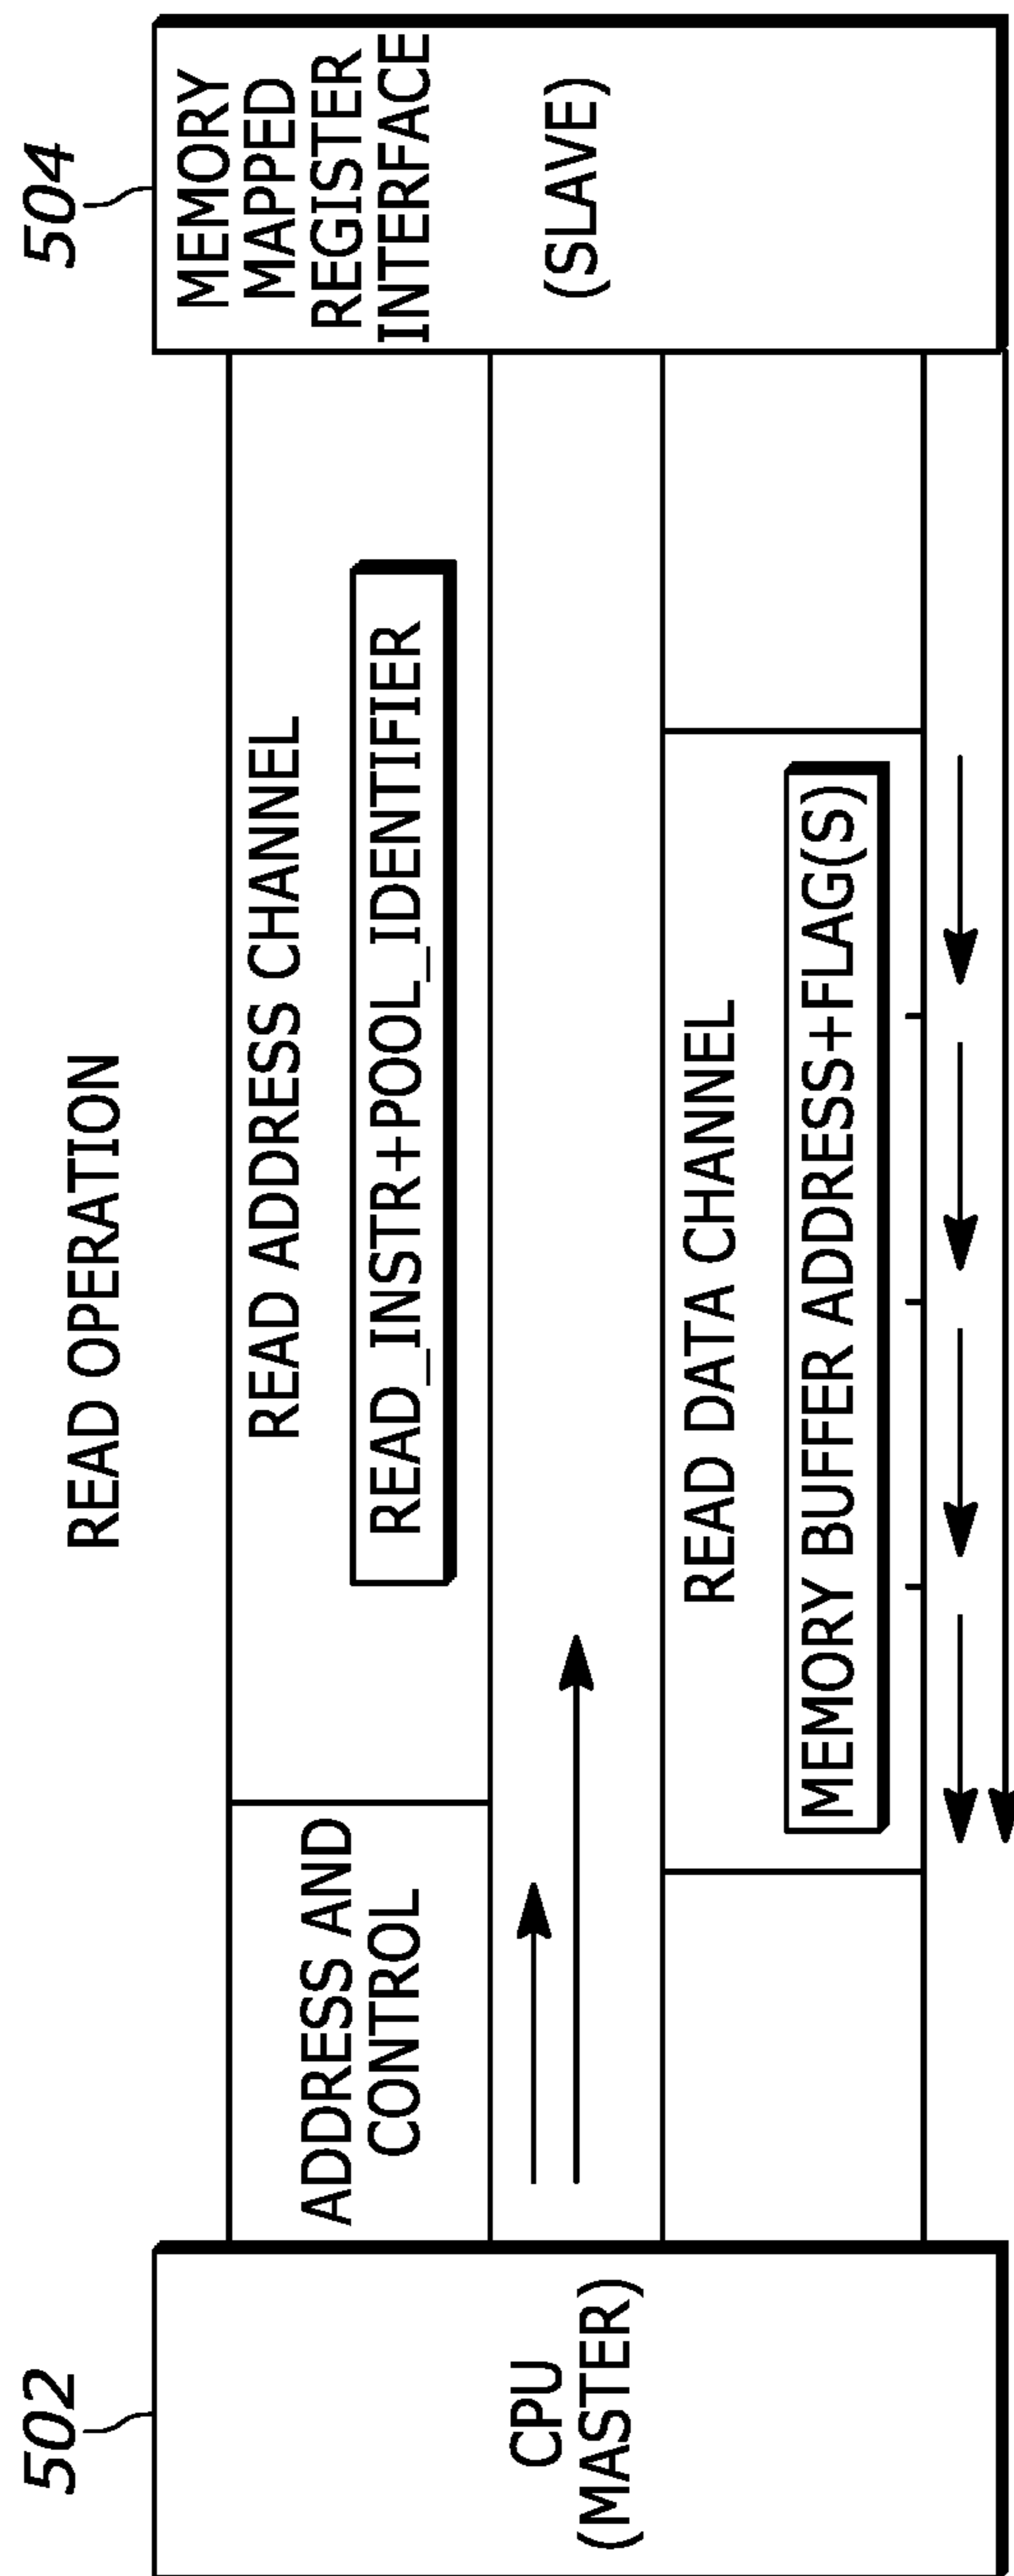 READ OPERATION
502
504
CPU
(MASTER)
ADDRESS AND
CONTROL
READ ADDRESS CHANNEL
READ_INSTR+POOL_IDENTIFIER
READ DATA CHANNEL
MEMORY BUFFER ADDRESS+FLAG(S)
MEMORY
MAPPED
REGISTER
INTERFACE
(SLAVE)